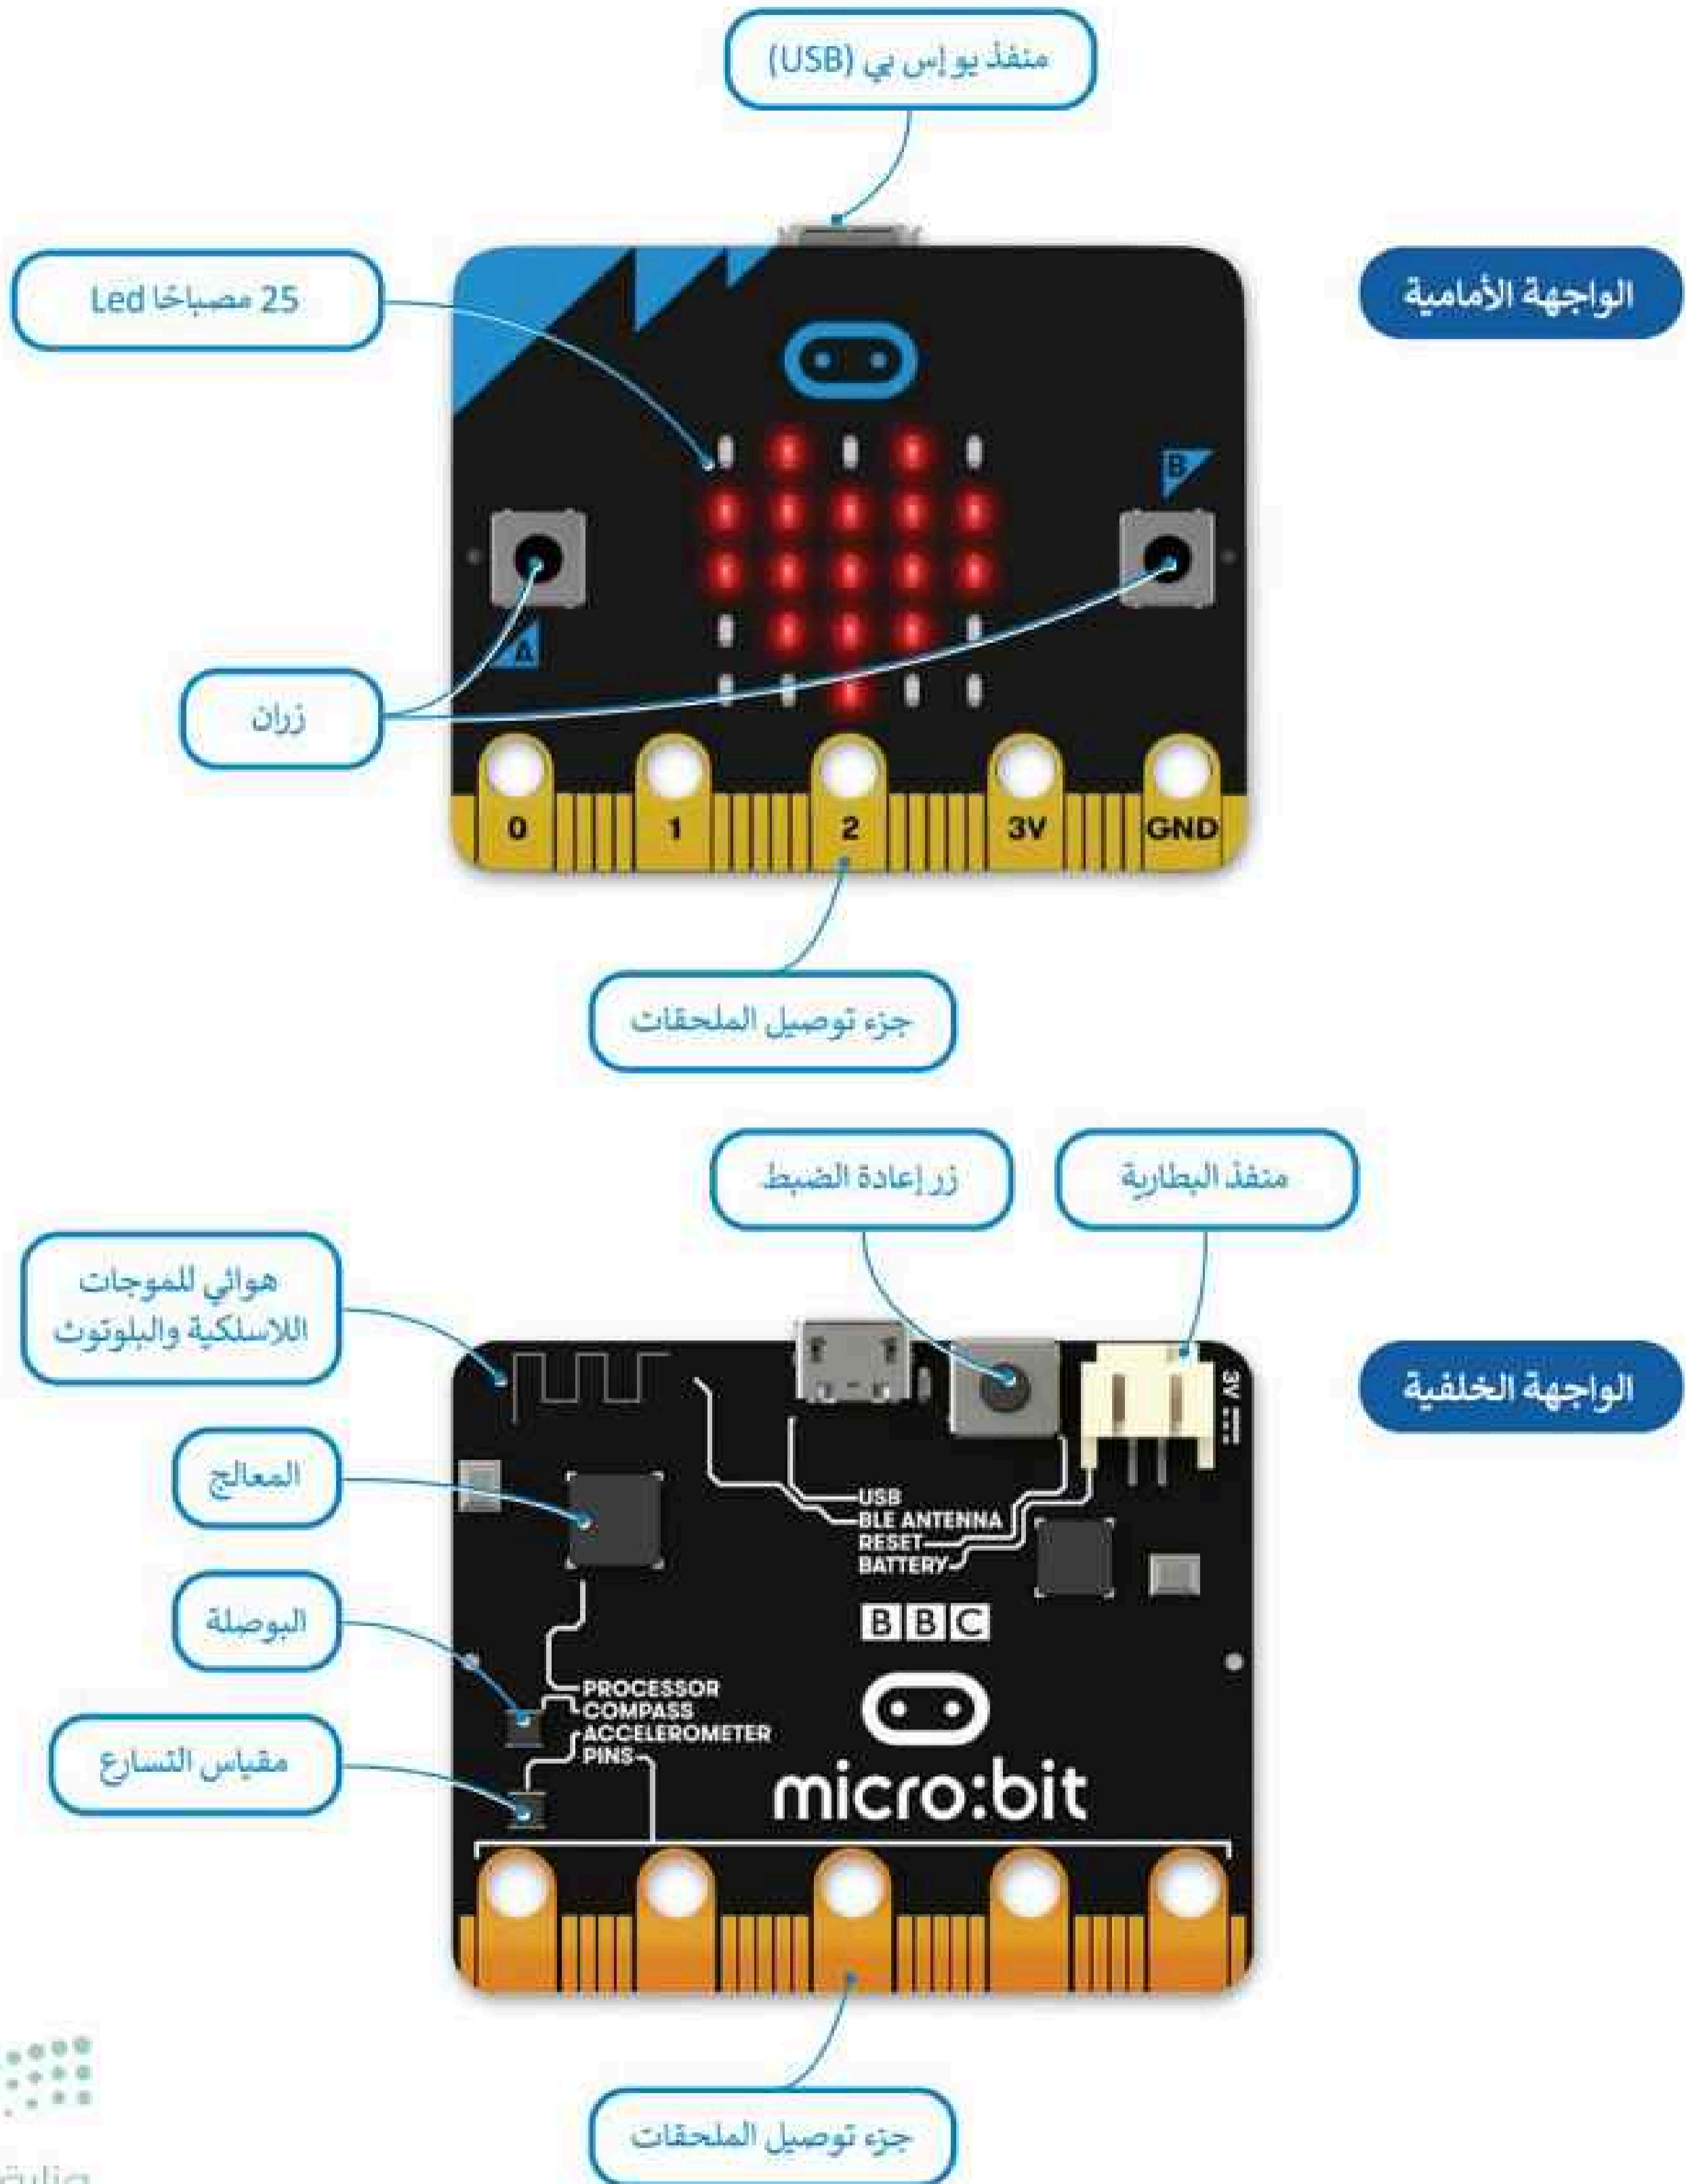 منفذ يو إس بي (USB)
الواجهة الأمامية
25 مصباحًا Led
B
A
زران
0 1 2 3V GND
جزء توصيل الملحقات
زر إعادة الضبط
منفذ البطارية
هوائي للموجات
اللاسلكية والبلوتوث
الواجهة الخلفية
3V
المعالج
USB
BLE ANTENNA
RESET
BATTERY
البوصلة
BBC
PROCESSOR
COMPASS
ACCELEROMETER
PINS
مقياس التسارع
micro:bit
جزء توصيل الملحقات